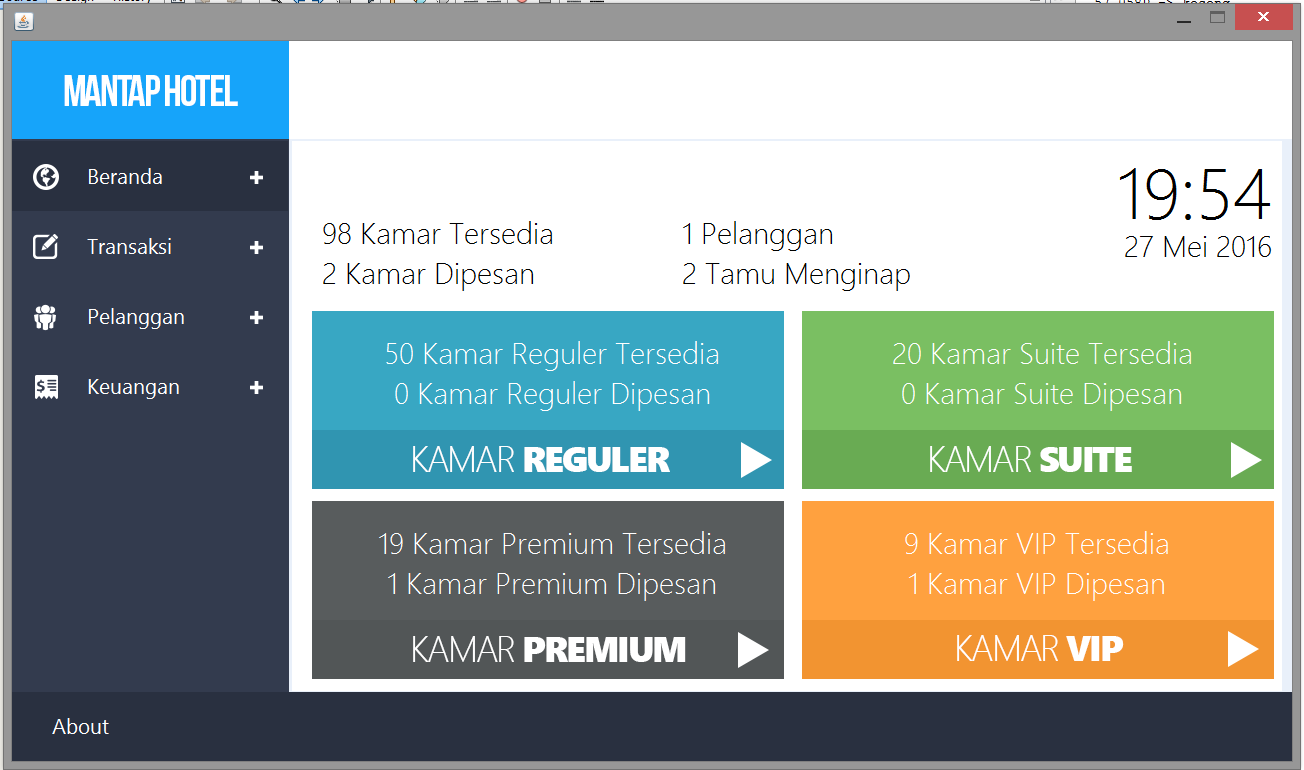 MANTAP HOTEL
Beranda
Transaksi
Pelanggan
Keuangan
19:54
27 Mei 2016
98 Kamar Tersedia
2 Kamar Dipesan
1 Pelanggan
2 Tamu Menginap
50 Kamar Reguler Tersedia
0 Kamar Reguler Dipesan
KAMAR REGULER
20 Kamar Suite Tersedia
0 Kamar Suite Dipesan
KAMAR SUITE
19 Kamar Premium Tersedia
1 Kamar Premium Dipesan
KAMAR PREMIUM
9 Kamar VIP Tersedia
1 Kamar VIP Dipesan
KAMAR VIP
About